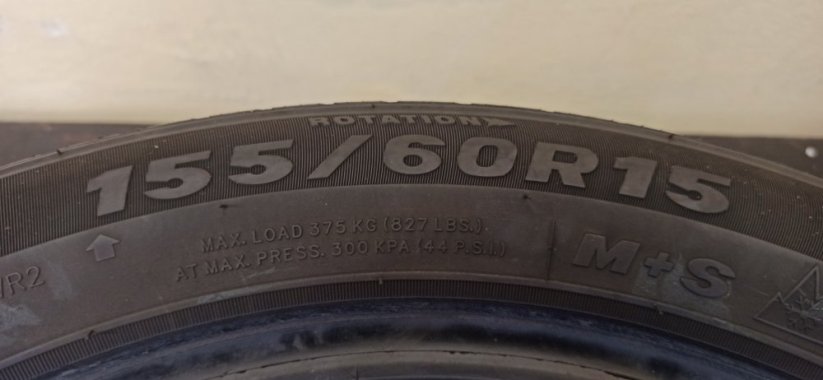 ROTATION
155/60R15
MAX. LOAD 375 KG (827 LBS.)
AT MAX. PRESS. 300 KPA (44 P.S.I.)
M+S